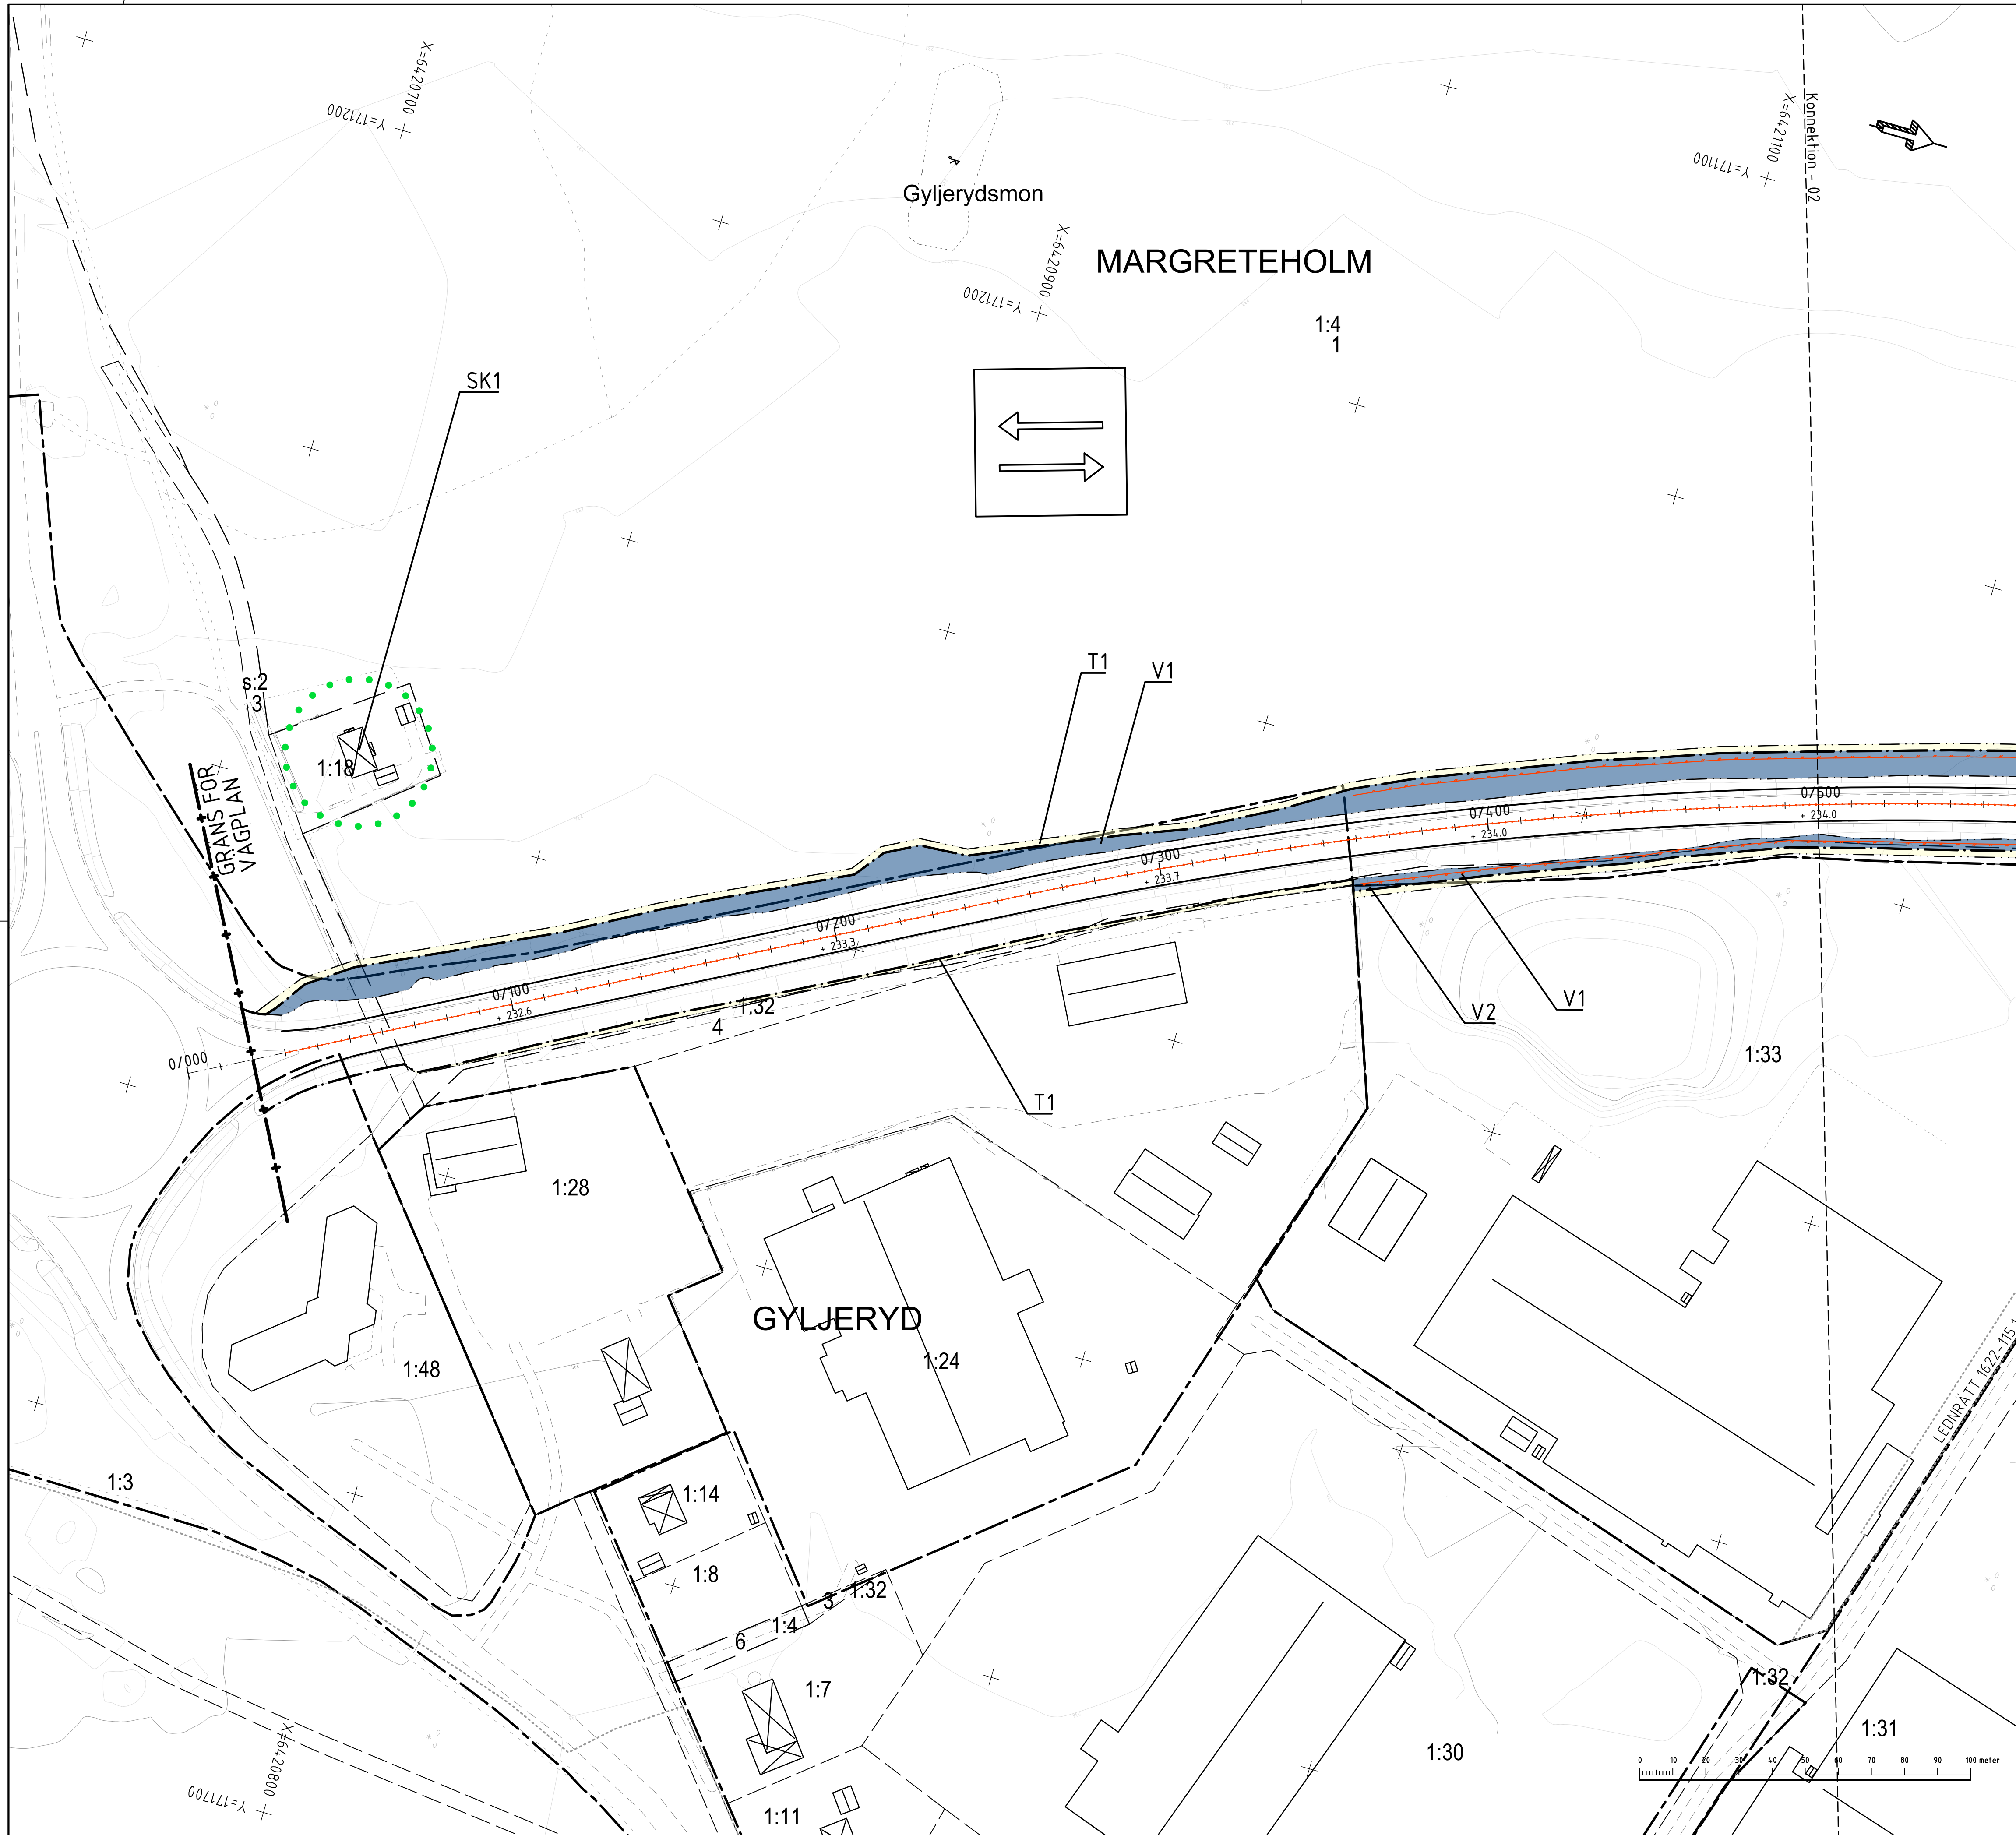 X=6420700
Y=171200
X=6421100
Y=171100
Konnektion - 02
Gyljerydsmon
X=6420900
Y=171200
MARGRETEHOLM
1:4
1
SK1
s:2
3
1:18
T1
V1
GRÄNS FÖR
VÄGPLAN
0/500
+ 234.0
0/400
+ 234.0
0/300
+ 233.7
0/200
+ 233.3
0/100
+ 232.6
0/000
1:32
4
V2
V1
1:33
T1
1:28
GYLJERYD
1:24
1:48
LEDNRÄTT 1622-115.1
1:3
1:14
1:8
3
1:32
1:4
6
1:7
1:32
1:31
1:30
X=6420800
Y=171700
0 10 20 30 40 50 60 70 80 90 100 meter
1:11